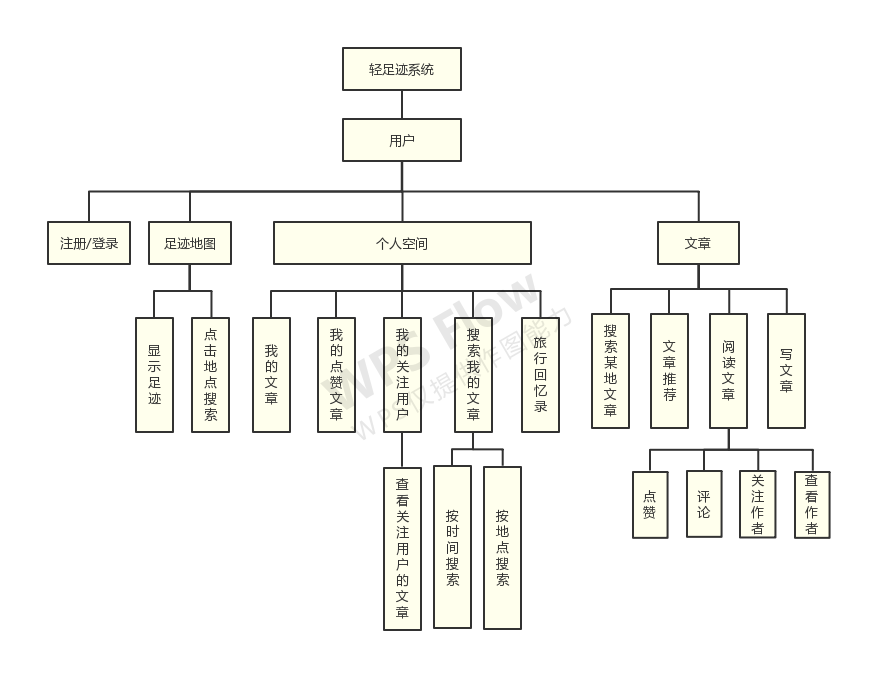 轻足迹系统
用户
注册/登录
足迹地图
个人空间
文章
显示足迹
点击地点搜索
我的文章
我的点赞文章
我的关注用户
搜索我的文章
旅行回忆录
搜索某地文章
文章推荐
阅读文章
写文章
查看关注用户的文章
按时间搜索
按地点搜索
点赞
评论
关注作者
查看作者
WPS Flow
WPS仅提供作图能力